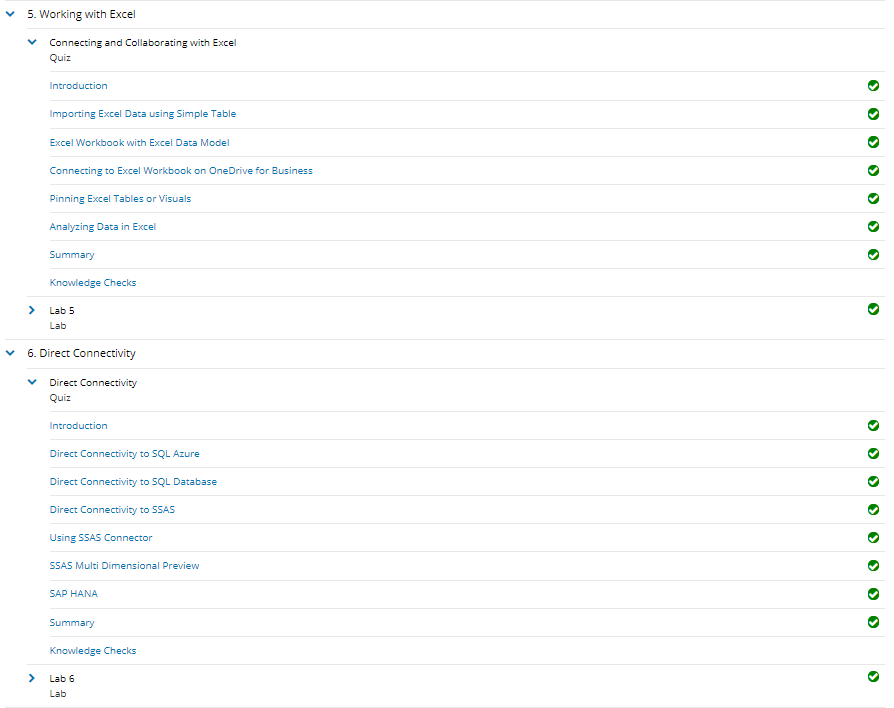 5. Working with Excel
Connecting and Collaborating with Excel
Quiz
Introduction
Importing Excel Data using Simple Table
Excel Workbook with Excel Data Model
Connecting to Excel Workbook on OneDrive for Business
Pinning Excel Tables or Visuals
Analyzing Data in Excel
Summary
Knowledge Checks
Lab 5
Lab
6. Direct Connectivity
Direct Connectivity
Quiz
Introduction
Direct Connectivity to SQL Azure
Direct Connectivity to SQL Database
Direct Connectivity to SSAS
Using SSAS Connector
SSAS Multi Dimensional Preview
SAP HANA
Summary
Knowledge Checks
Lab 6
Lab